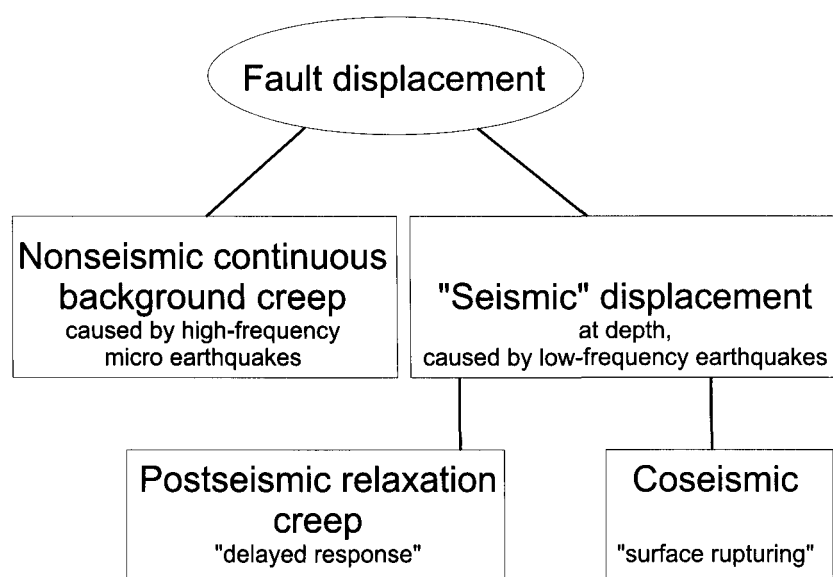 Fault displacement
Nonseismic continuous
background creep
caused by high-frequency
micro earthquakes
"Seismic" displacement
at depth,
caused by low-frequency earthquakes
Postseismic relaxation
creep
"delayed response"
Coseismic
"surface rupturing"